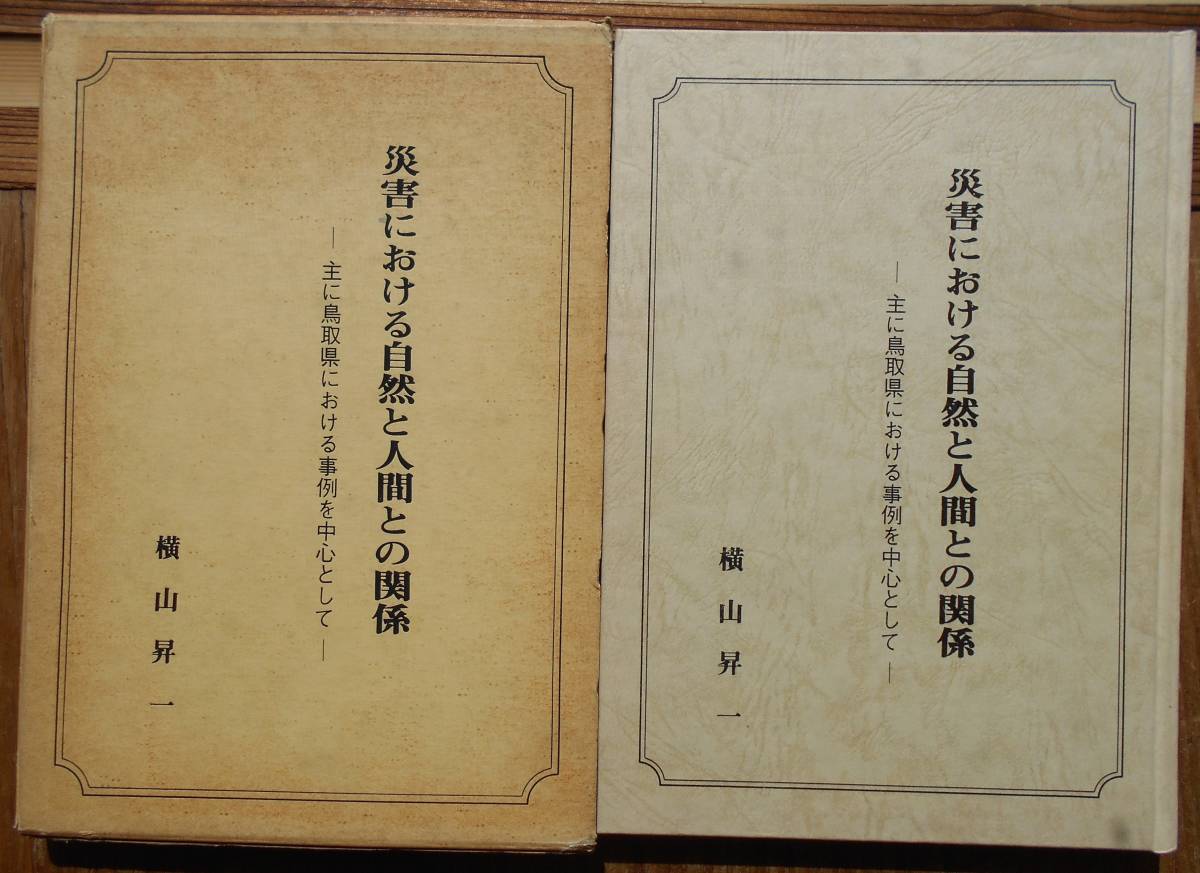 災害における自然と人間との関係
―主に鳥取県における事例を中心として―
横山昇一
災害における自然と人間との関係
―主に鳥取県における事例を中心として―
横山昇一